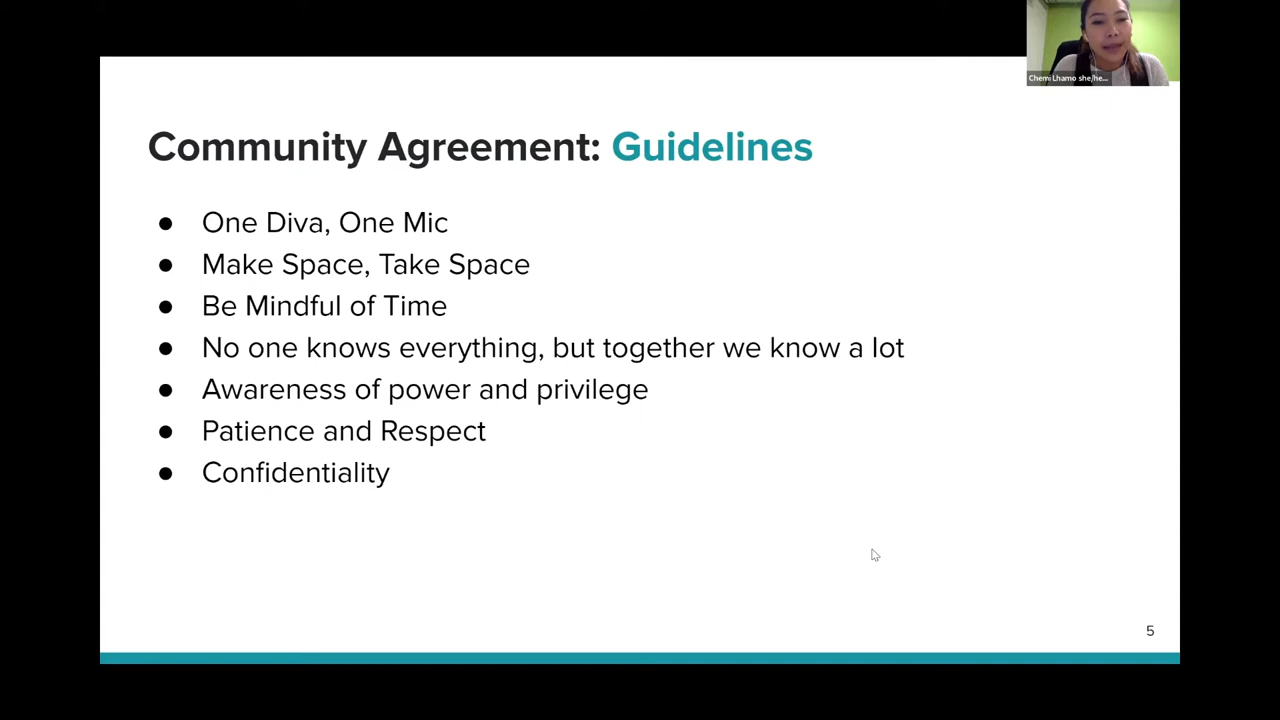 Chemi Lhamo she/he...
Community Agreement: Guidelines
● One Diva, One Mic
● Make Space, Take Space
● Be Mindful of Time
● No one knows everything, but together we know a lot
● Awareness of power and privilege
● Patience and Respect
● Confidentiality
5